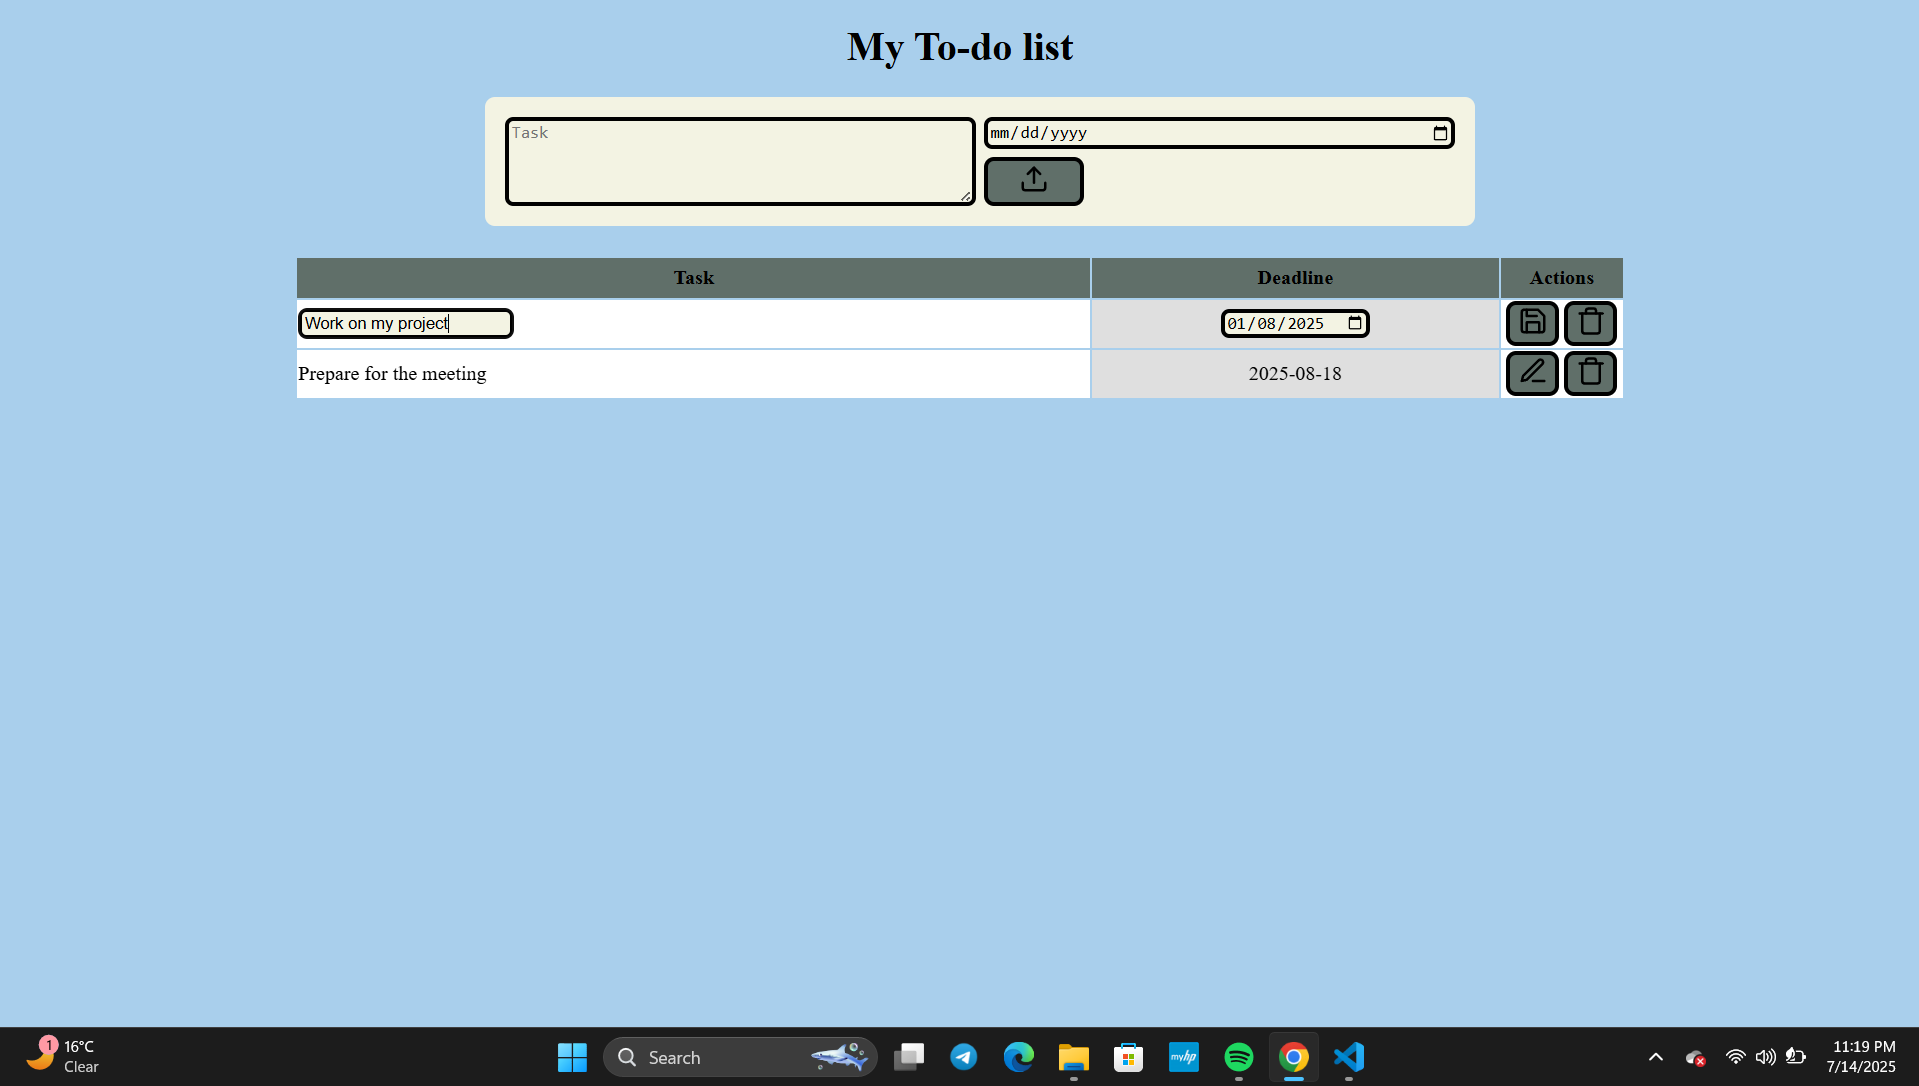 My To-do list
Task
mm/dd/yyyy
Task Deadline Actions
Work on my project 01/08/2025
Prepare for the meeting 2025-08-18
1
16°C
Clear
Search
myhp
11:19 PM
7/14/2025